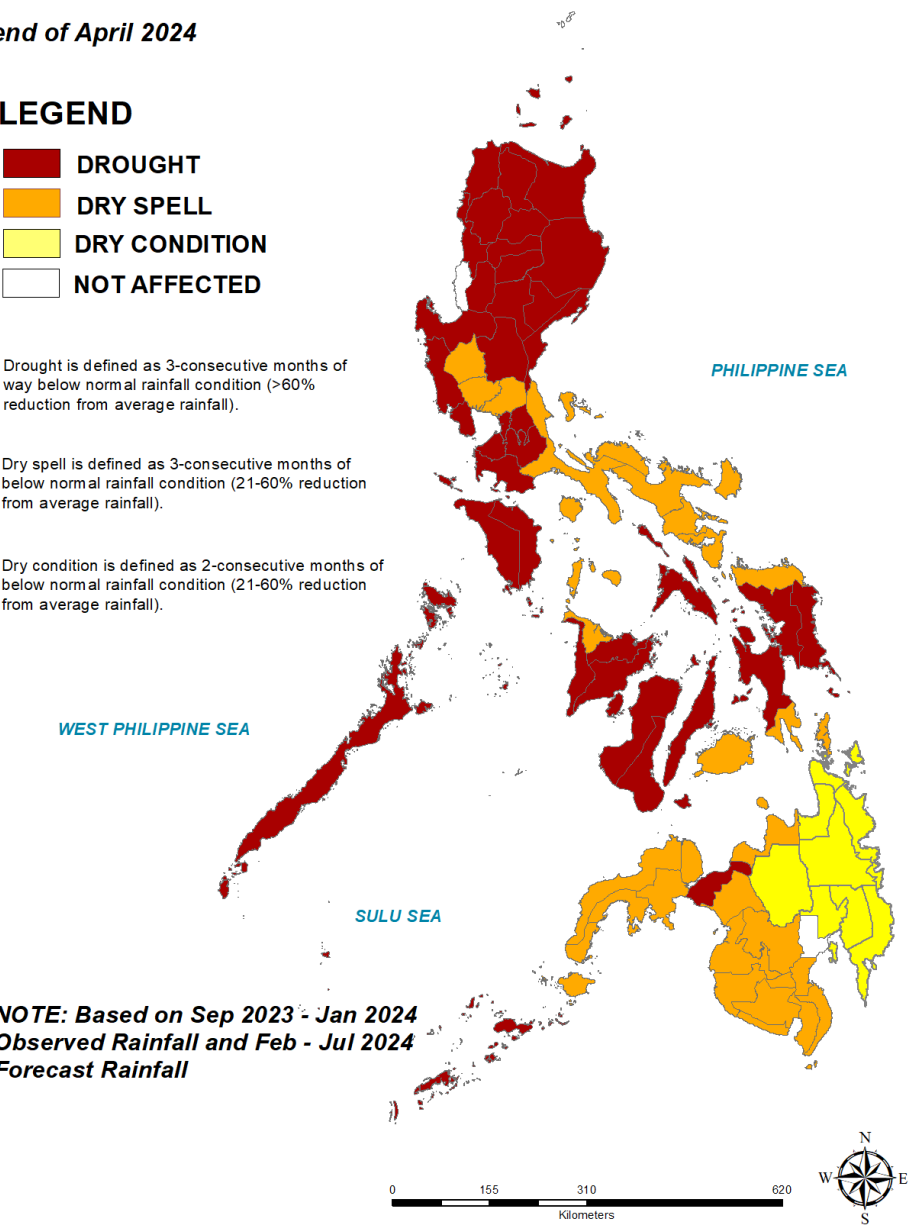 end of April 2024
LEGEND
DROUGHT
DRY SPELL
DRY CONDITION
NOT AFFECTED
Drought is defined as 3-consecutive months of
way below normal rainfall condition (>60%
reduction from average rainfall).
Dry spell is defined as 3-consecutive months of
below normal rainfall condition (21-60% reduction
from average rainfall).
Dry condition is defined as 2-consecutive months of
below normal rainfall condition (21-60% reduction
from average rainfall).
PHILIPPINE SEA
WEST PHILIPPINE SEA
SULU SEA
NOTE: Based on Sep 2023 - Jan 2024
Observed Rainfall and Feb - Jul 2024
Forecast Rainfall
0 155 310 620
Kilometers
N
W E
S